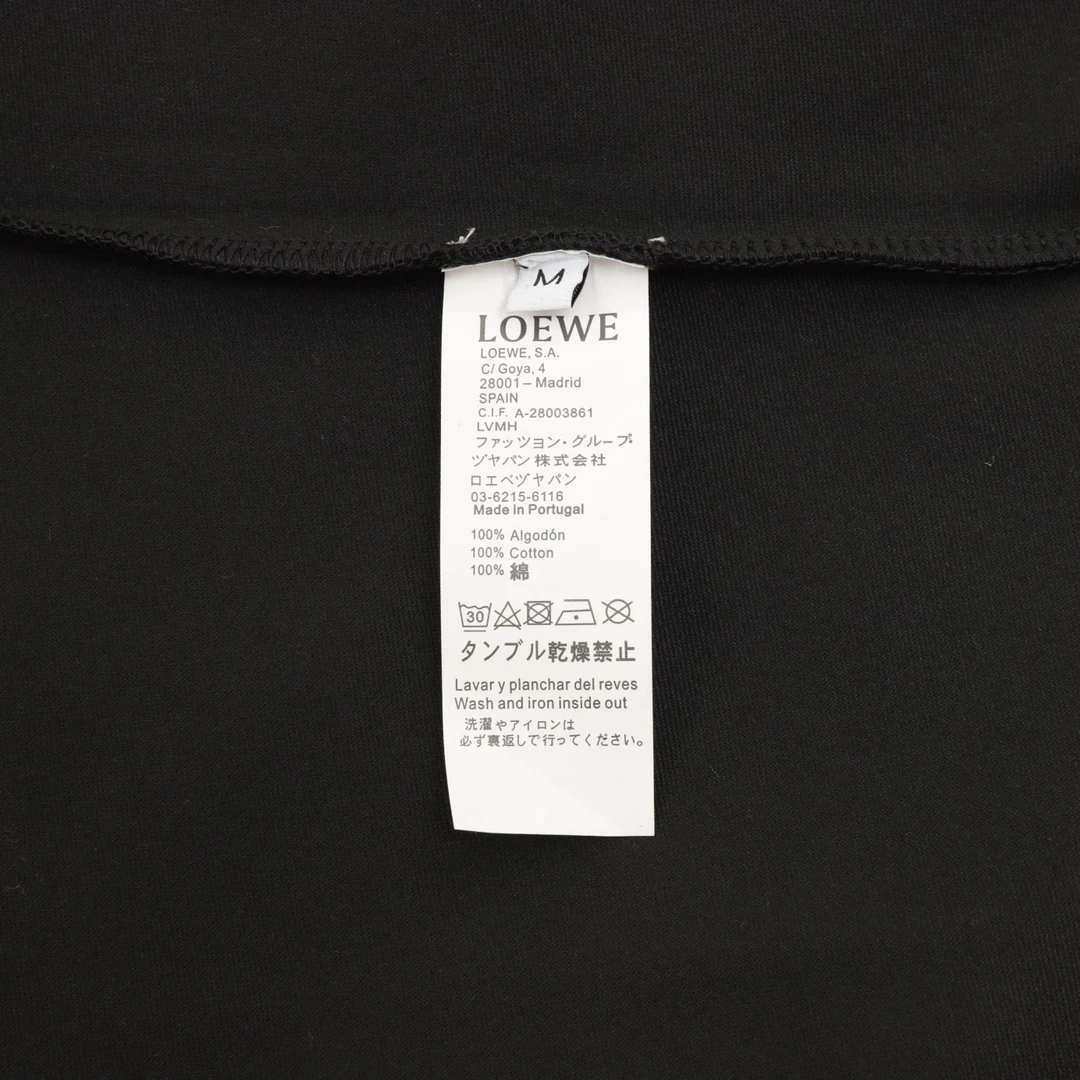 M
LOEWE
LOEWE, S.A.
C/ Goya, 4
28001 – Madrid
SPAIN
C.I.F. A-28003861
LVMH
ファッツョン・グループ
ヅヤパン株式会社
ロエベヅヤパン
03-6215-6116
Made in Portugal
100% Algodón
100% Cotton
100% 綿
30
タンブル乾燥禁止
Lavar y planchar del reves
Wash and iron inside out
洗濯やアイロンは
必ず裏返しで行ってください。